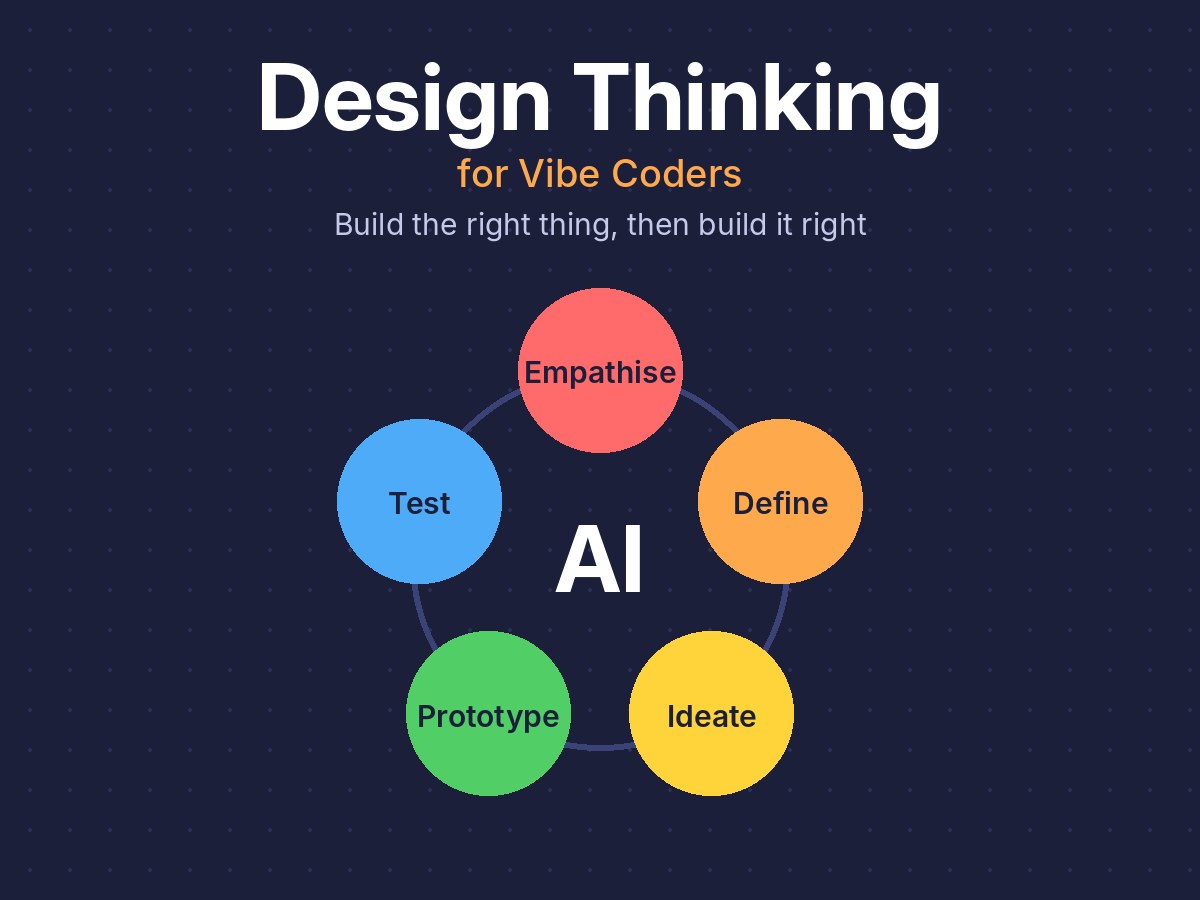 Design Thinking
for Vibe Coders
Build the right thing, then build it right
Empathise
Test
Define
AI
Prototype
Ideate